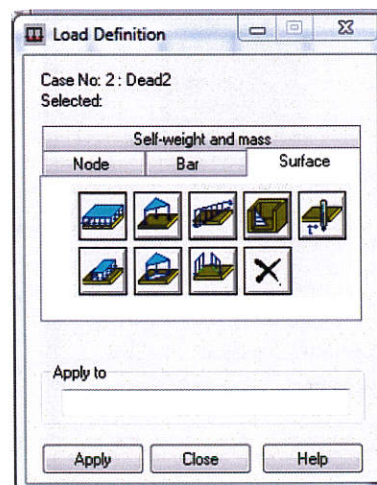 Load Definition
Case No: 2 : Dead2
Selected:
Self-weight and mass
Node Bar Surface
Apply to
Apply Close Help